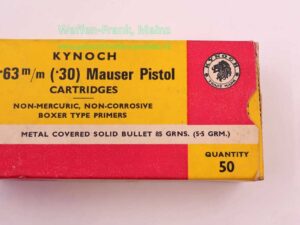 Waffen-Frank, Mainz
KYNOCH
·63 m/m (·30) Mauser Pistol
CARTRIDGES
NON-MERCURIC, NON-CORROSIVE
BOXER TYPE PRIMERS
METAL COVERED SOLID BULLET 85 GRNS. (5·5 GRM.)
QUANTITY
50
KYNOCH